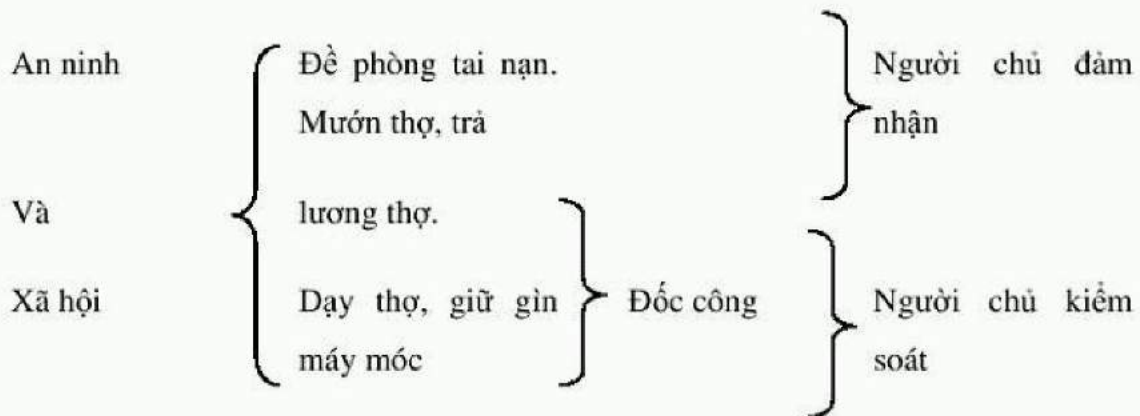 An ninh
Đề phòng tai nạn.
Người chủ đảm
Mướn thợ, trả
nhận
Và
lương thợ.
Xã hội
Dạy thợ, giữ gìn
Đốc công
Người chủ kiểm
máy móc
soát